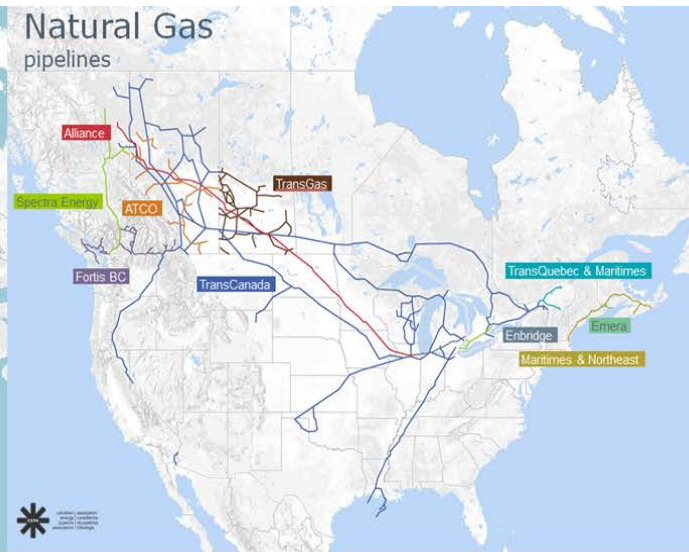 Natural Gas
pipelines
Alliance
TransGas
Spectra Energy
ATCO
Fortis BC
TransCanada
TransQuebec & Maritimes
Enbridge
Emera
Maritimes & Northeast